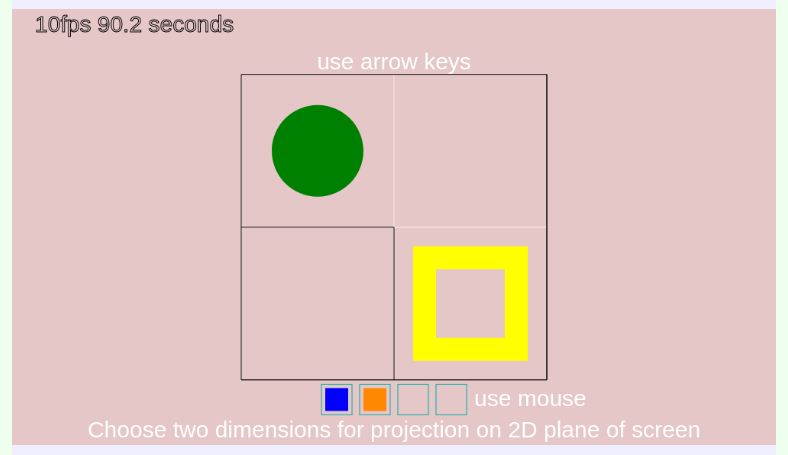 10fps 90.2 seconds
use arrow keys
use mouse
Choose two dimensions for projection on 2D plane of screen